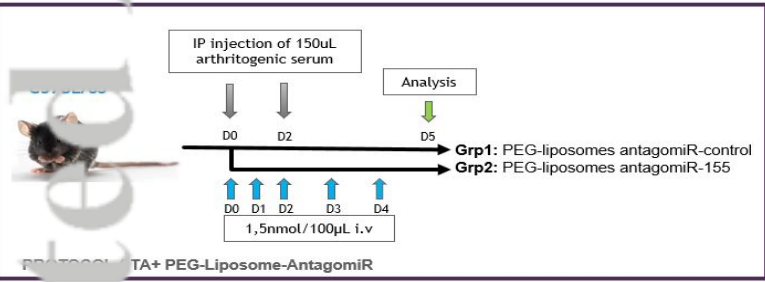 IP injection of 150uL
arthritogenic serum
Analysis
D0 D2 D5
Grp1: PEG-liposomes antagomiR-control
Grp2: PEG-liposomes antagomiR-155
D0 D1 D2 D3 D4
1,5nmol/100µL i.v
TA+ PEG-Liposome-AntagomiR